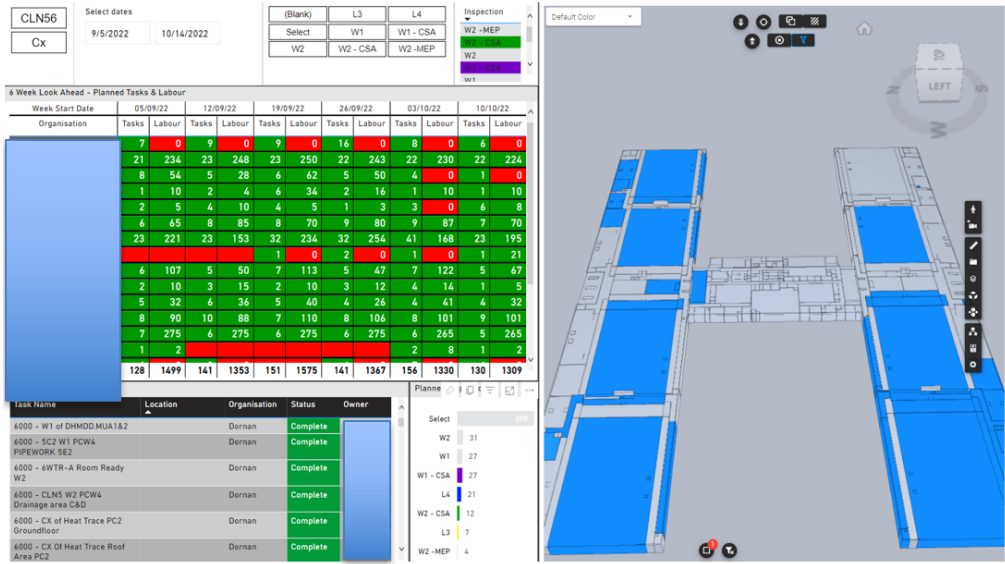 CLN56
Cx
Select dates
9/5/2022 10/14/2022
(Blank) L3 L4
Select W1 W1 - CSA
W2 W2 - CSA W2 -MEP
Inspection
W2 -MEP
W2 - CSA
W2
W1 - CSA
W1
6 Week Look Ahead - Planned Tasks & Labour
Week Start Date 05/09/22 12/09/22 19/09/22 26/09/22 03/10/22 10/10/22
Organisation Tasks Labour Tasks Labour Tasks Labour Tasks Labour Tasks Labour Tasks Labour
7 0 9 0 9 0 16 0 8 0 6 0
21 234 23 248 23 250 22 243 22 230 22 224
8 54 5 28 6 62 5 50 4 0 1 0
1 10 2 4 6 34 2 16 1 10 1 10
2 5 4 10 4 5 1 3 3 0 6 8
6 65 8 85 8 70 9 80 9 87 7 70
23 221 23 153 32 234 32 254 41 168 23 195
1 0 2 0 1 0 1 21
6 107 5 50 7 113 5 47 7 122 5 67
2 10 3 15 2 10 3 12 4 14 1 5
5 32 6 36 5 40 4 26 4 41 4 32
8 90 10 88 7 110 8 106 8 101 9 101
7 275 6 275 6 275 6 275 6 265 5 265
1 2 2 8 1 2
128 1499 141 1353 151 1575 141 1367 156 1330 130 1309
Task Name Location Organisation Status Owner
6000 - W1 of DHMDD.MUA1&2 Dornan Complete
6000 - 5C2 W1 PCW4 Dornan Complete
PIPEWORK 5E2
6000 - 6WTR-A Room Ready Dornan Complete
W2
6000 - CLN5 W2 PCW4 Dornan Complete
Drainage area C&D
6000 - CX of Heat Trace PC2 Dornan Complete
Groundfloor
6000 - CX Of Heat Trace Roof Dornan Complete
Area PC2
Planne
Select 398
W2 31
W1 27
W1 - CSA 27
L4 21
W2 - CSA 12
L3 7
W2 -MEP 4
Default Color
TOP
LEFT
N
S
W
1